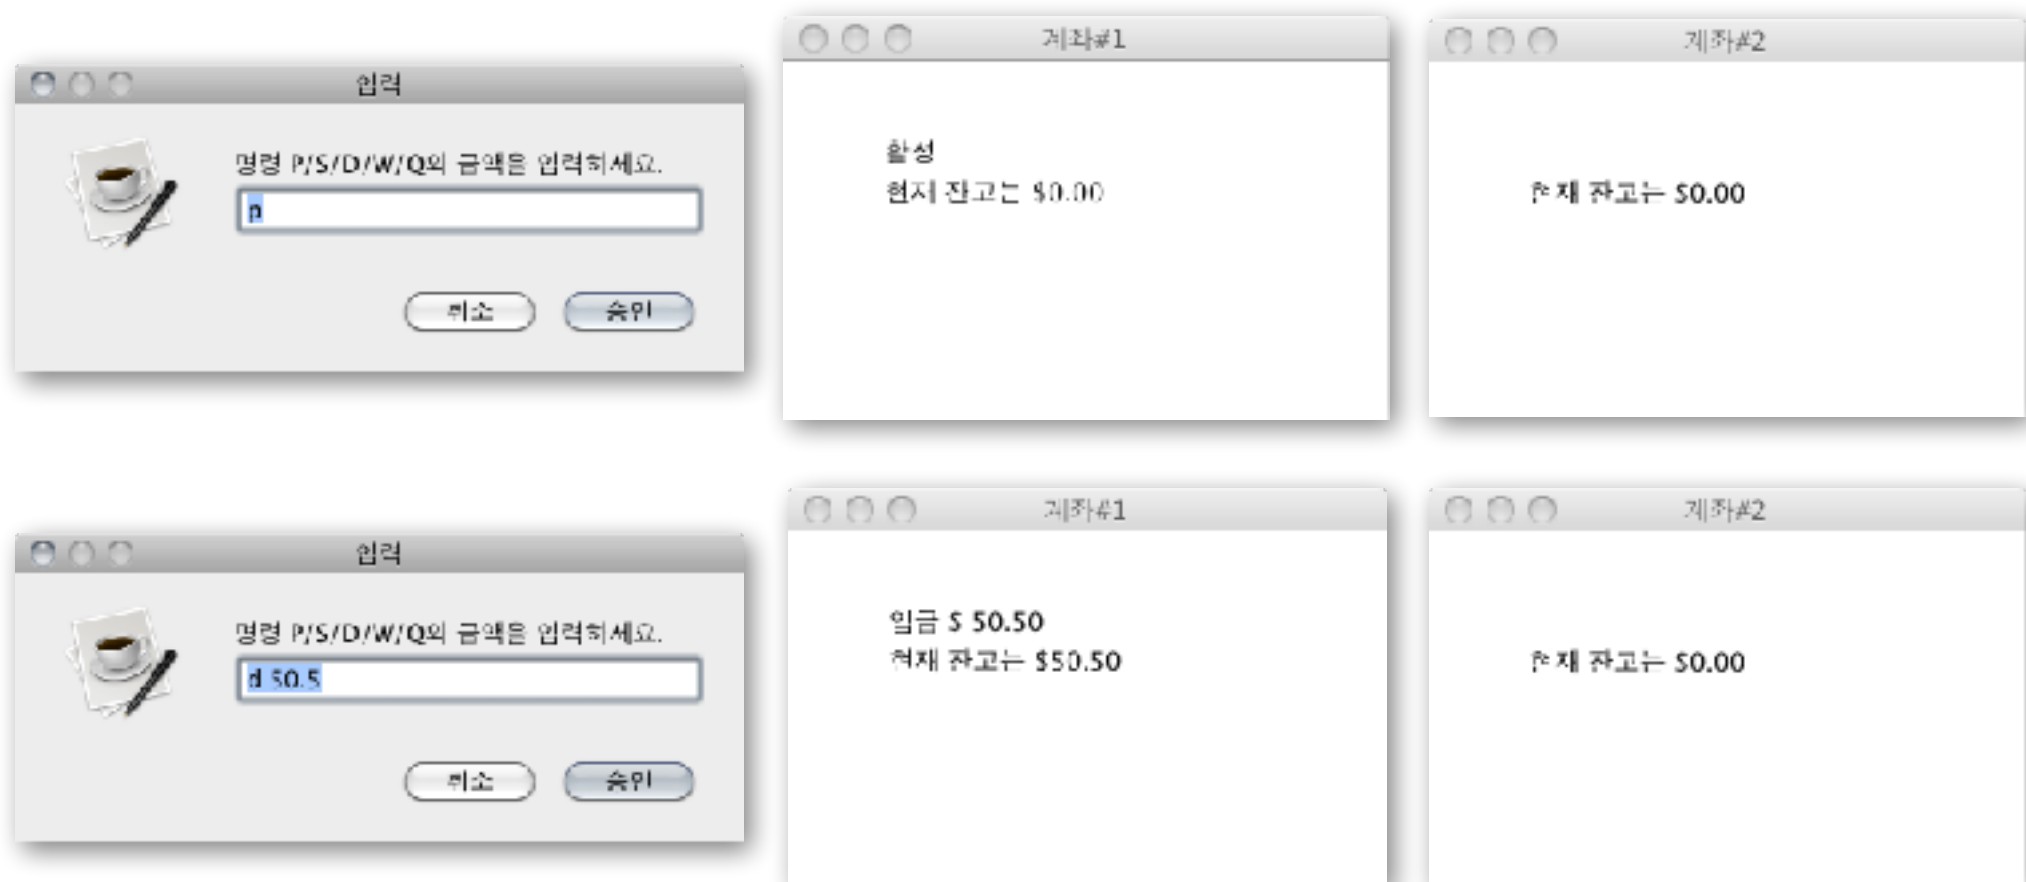 입력
명령 P/S/D/W/Q와 금액을 입력하세요.
p
취소 승인
계좌#1
활성
현재 잔고는 $0.00
계좌#2
현재 잔고는 $0.00
입력
명령 P/S/D/W/Q와 금액을 입력하세요.
d 50.5
취소 승인
계좌#1
입금 $ 50.50
현재 잔고는 $50.50
계좌#2
현재 잔고는 $0.00